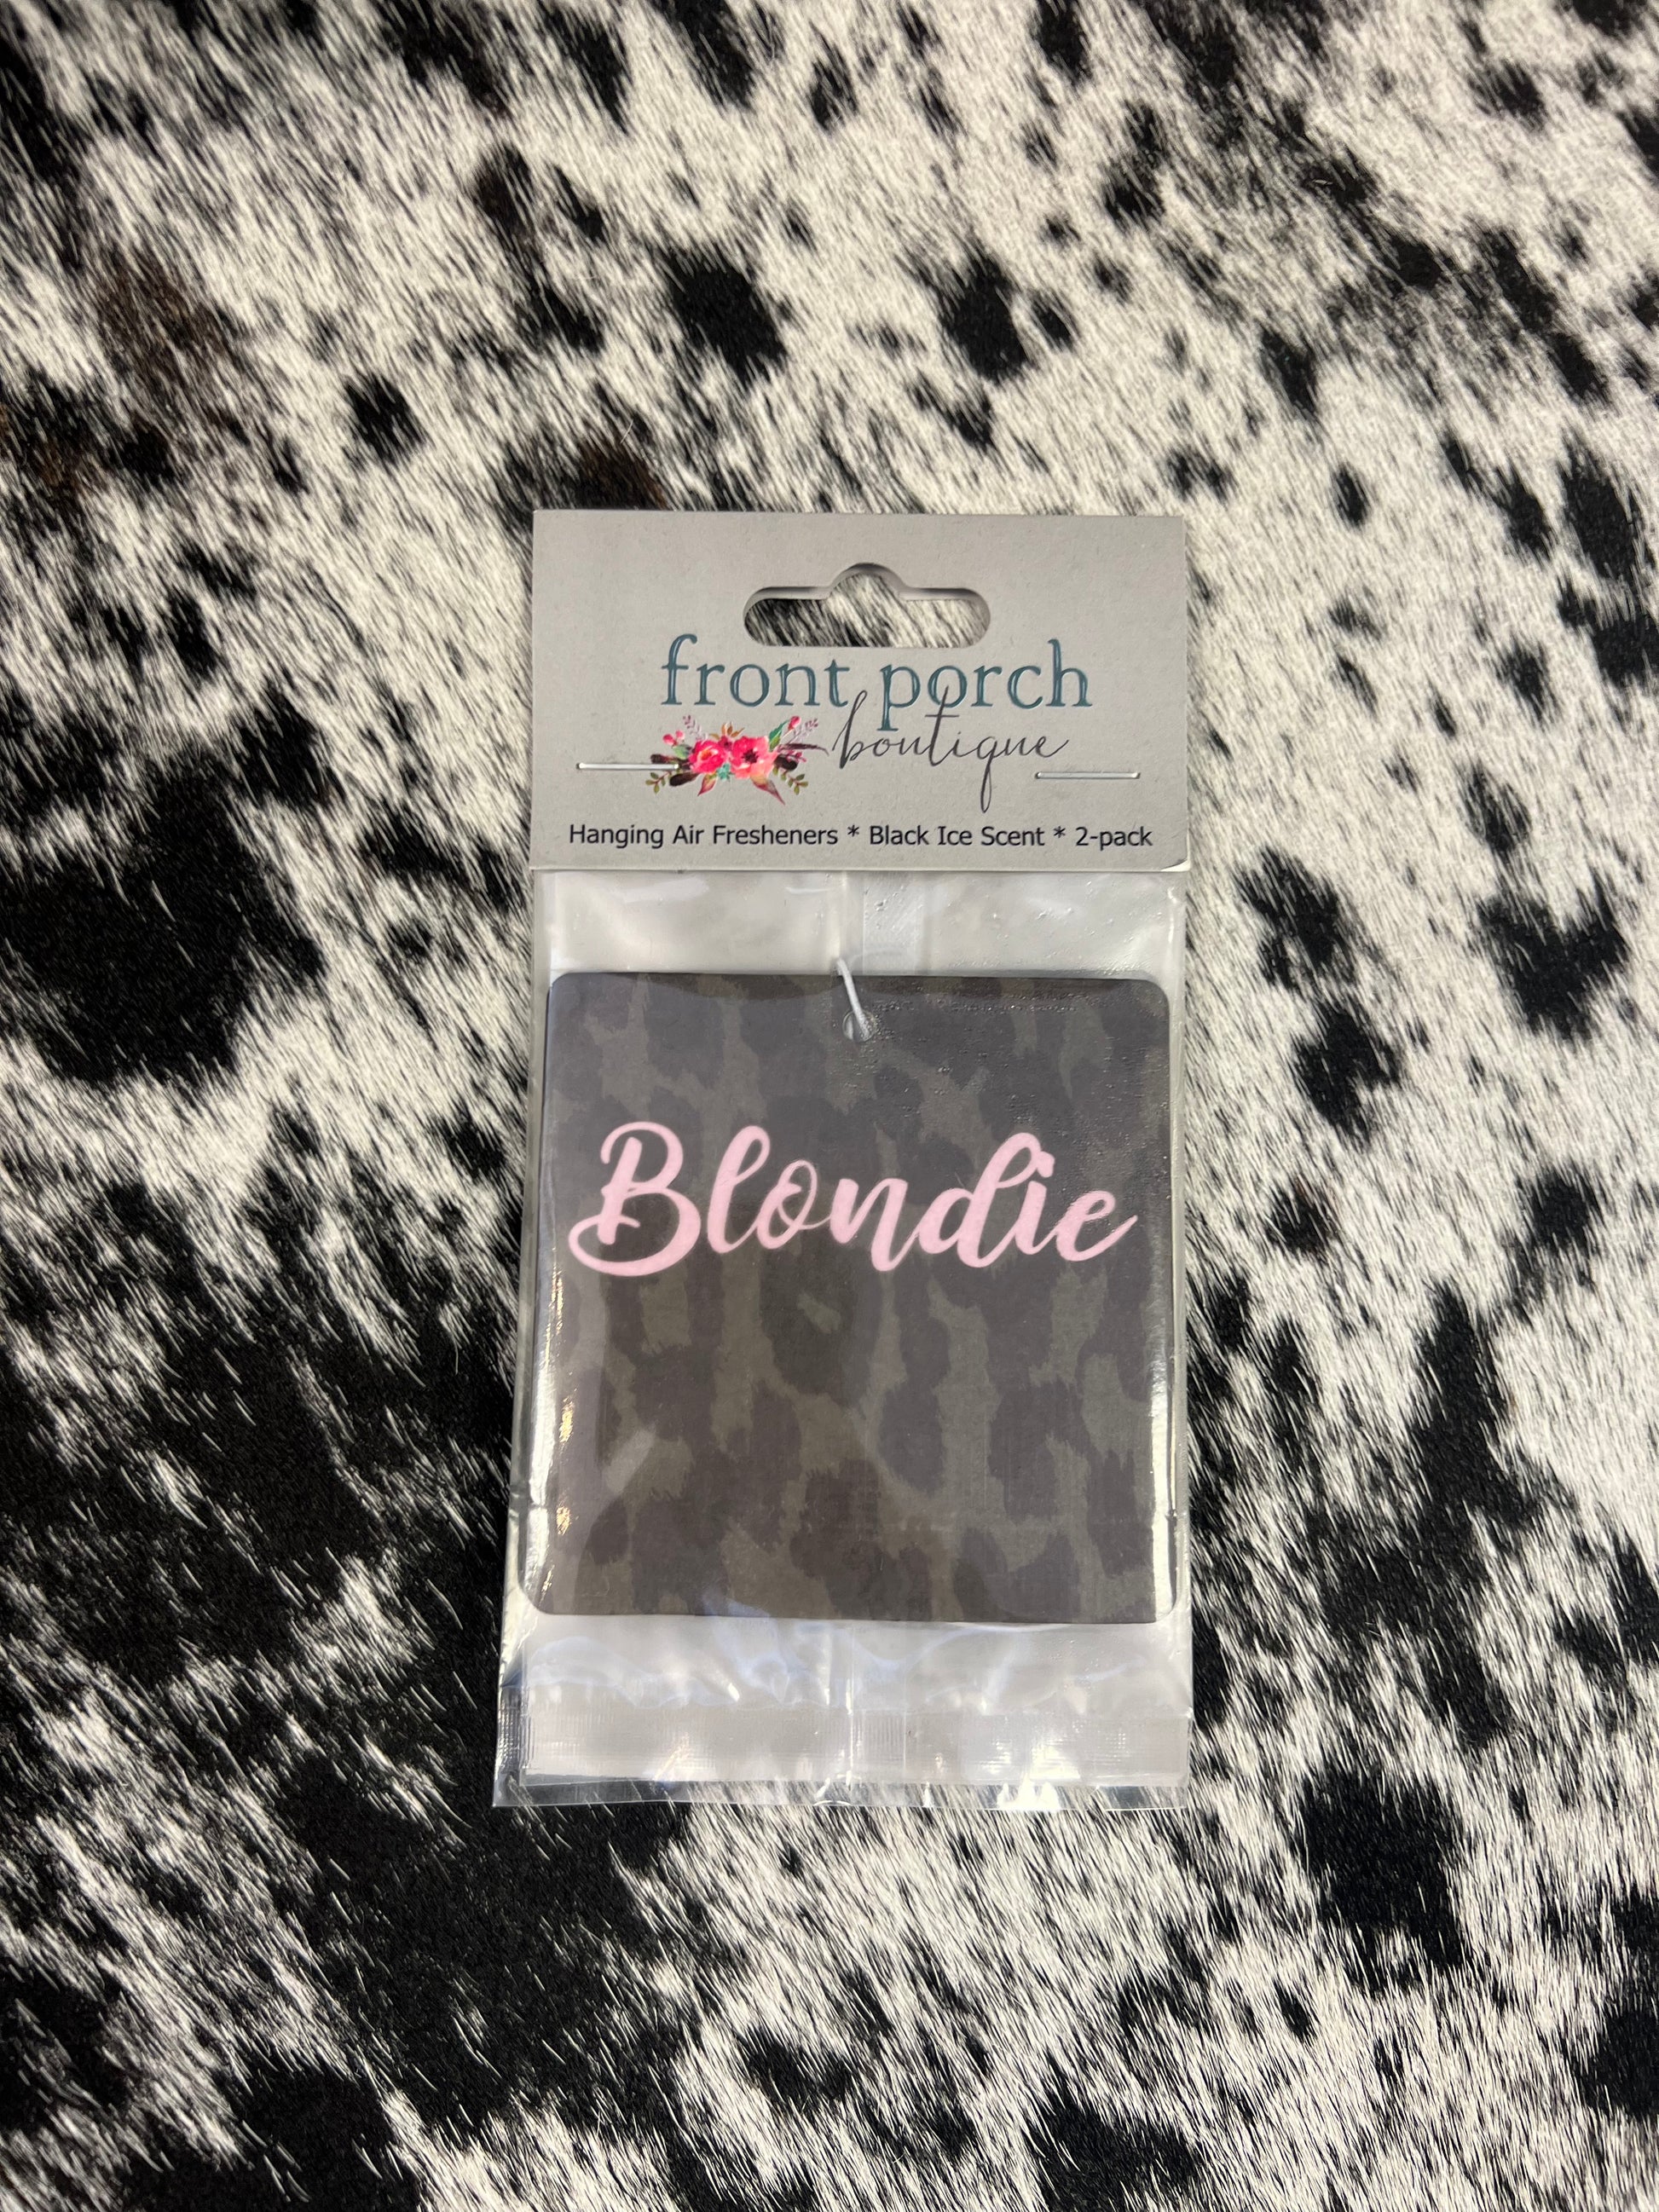 front porch
boutique
Hanging Air Fresheners * Black Ice Scent * 2-pack
Blondie